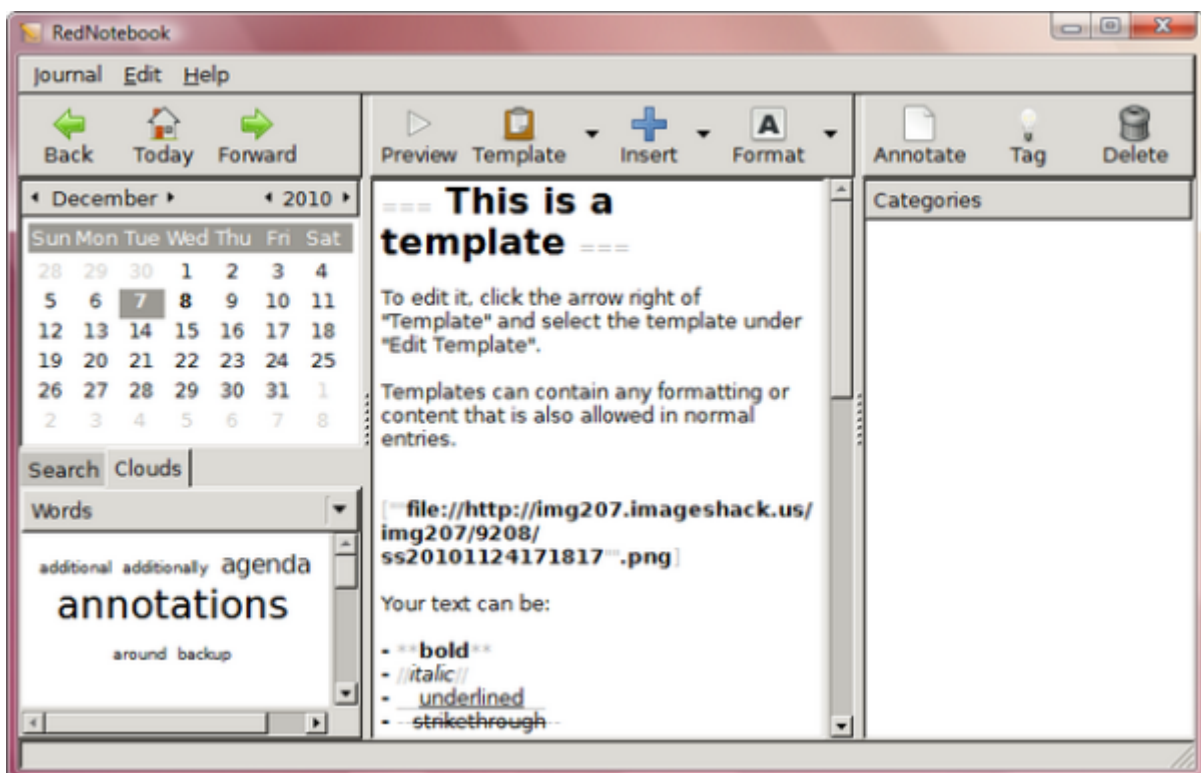 RedNotebook
Journal Edit Help
Back Today Forward
Preview Template Insert Format
Annotate Tag Delete
December 2010
Sun Mon Tue Wed Thu Fri Sat
28 29 30 1 2 3 4
5 6 7 8 9 10 11
12 13 14 15 16 17 18
19 20 21 22 23 24 25
26 27 28 29 30 31 1
2 3 4 5 6 7 8
Search Clouds
Words
additional additionally agenda
annotations
around backup
=== This is a
template ===
To edit it, click the arrow right of
"Template" and select the template under
"Edit Template".
Templates can contain any formatting or
content that is also allowed in normal
entries.
[""file://http://img207.imageshack.us/
img207/9208/
ss20101124171817"".png]
Your text can be:
- **bold**
- //italic//
- __underlined__
- --strikethrough--
Categories